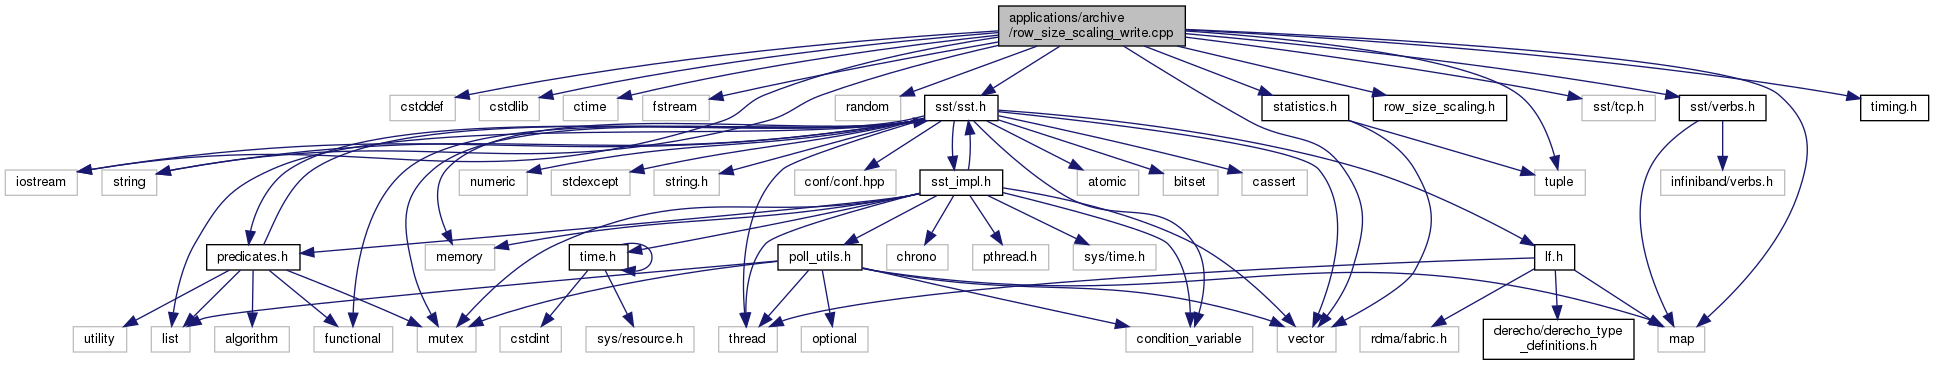 applications/archive
/row_size_scaling_write.cpp
cstddef
cstdlib
ctime
fstream
random
sst/sst.h
statistics.h
row_size_scaling.h
sst/tcp.h
sst/verbs.h
timing.h
iostream
string
numeric
stdexcept
string.h
conf/conf.hpp
sst_impl.h
atomic
bitset
cassert
tuple
infiniband/verbs.h
predicates.h
memory
time.h
poll_utils.h
chrono
pthread.h
sys/time.h
lf.h
utility
list
algorithm
functional
mutex
cstdint
sys/resource.h
thread
optional
condition_variable
vector
rdma/fabric.h
derecho/derecho_type
_definitions.h
map